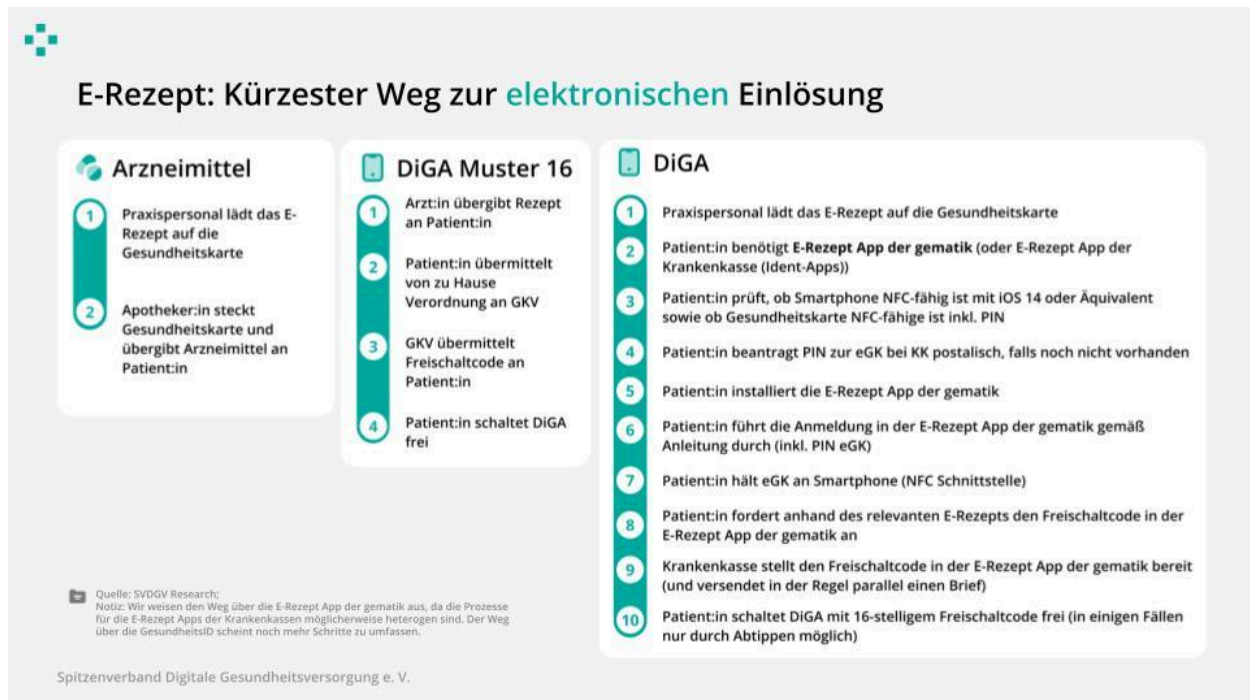 E-Rezept: Kürzester Weg zur elektronischen Einlösung
Arzneimittel
1
Praxispersonal lädt das E-
Rezept auf die
Gesundheitskarte
2
Apotheker:in steckt
Gesundheitskarte und
übergibt Arzneimittel an
Patient:in
DiGA Muster 16
1
Arzt:in übergibt Rezept
an Patient:in
2
Patient:in übermittelt
von zu Hause
Verordnung an GKV
3
GKV übermittelt
Freischaltcode an
Patient:in
4
Patient:in schaltet DiGA
frei
DiGA
1
Praxispersonal lädt das E-Rezept auf die Gesundheitskarte
2
Patient:in benötigt E-Rezept App der gematik (oder E-Rezept App der
Krankenkasse (Ident-Apps))
3
Patient:in prüft, ob Smartphone NFC-fähig ist mit iOS 14 oder Äquivalent
sowie ob Gesundheitskarte NFC-fähige ist inkl. PIN
4
Patient:in beantragt PIN zur eGK bei KK postalisch, falls noch nicht vorhanden
5
Patient:in installiert die E-Rezept App der gematik
6
Patient:in führt die Anmeldung in der E-Rezept App der gematik gemäß
Anleitung durch (inkl. PIN eGK)
7
Patient:in hält eGK an Smartphone (NFC Schnittstelle)
8
Patient:in fordert anhand des relevanten E-Rezepts den Freischaltcode in der
E-Rezept App der gematik an
9
Krankenkasse stellt den Freischaltcode in der E-Rezept App der gematik bereit
(und versendet in der Regel parallel einen Brief)
10
Patient:in schaltet DiGA mit 16-stelligem Freischaltcode frei (in einigen Fällen
nur durch Abtippen möglich)
Quelle: SVDGV Research;
Notiz: Wir weisen den Weg über die E-Rezept App der gematik aus, da die Prozesse
für die E-Rezept Apps der Krankenkassen möglicherweise heterogen sind. Der Weg
über die GesundheitsID scheint noch mehr Schritte zu umfassen.
Spitzenverband Digitale Gesundheitsversorgung e. V.